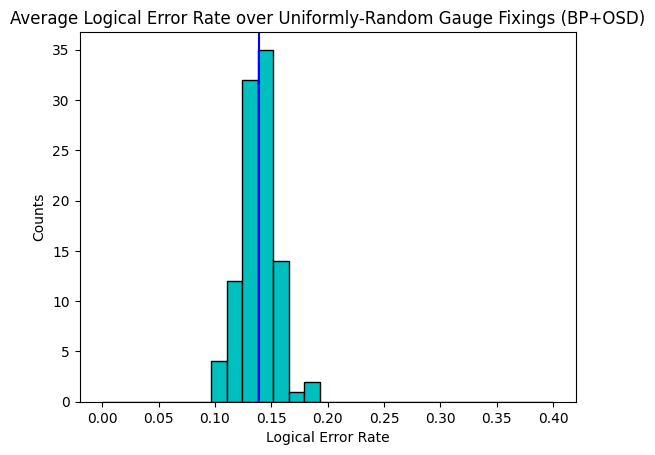 Average Logical Error Rate over Uniformly-Random Gauge Fixings (BP+OSD)
35
30
25
20
15
10
5
0
Counts
0.00 0.05 0.10 0.15 0.20 0.25 0.30 0.35 0.40
Logical Error Rate